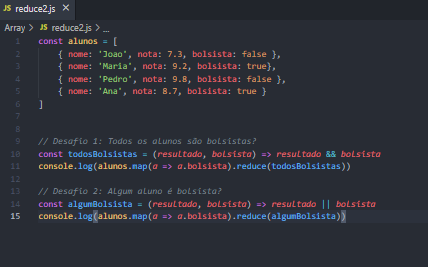 JS reduce2.js ×
Array > JS reduce2.js > ...
1 const alunos = [
2 { nome: 'Joao', nota: 7.3, bolsista: false },
3 { nome: 'Maria', nota: 9.2, bolsista: true},
4 { nome: 'Pedro', nota: 9.8, bolsista: false },
5 { nome: 'Ana', nota: 8.7, bolsista: true }
6 ]
7
8
9 // Desafio 1: Todos os alunos são bolsistas?
10 const todosBolsistas = (resultado, bolsista) => resultado && bolsista
11 console.log(alunos.map(a => a.bolsista).reduce(todosBolsistas))
12
13 // Desafio 2: Algum aluno é bolsista?
14 const algumBolsista = (resultado, bolsista) => resultado || bolsista
15 console.log(alunos.map(a => a.bolsista).reduce(algumBolsista))